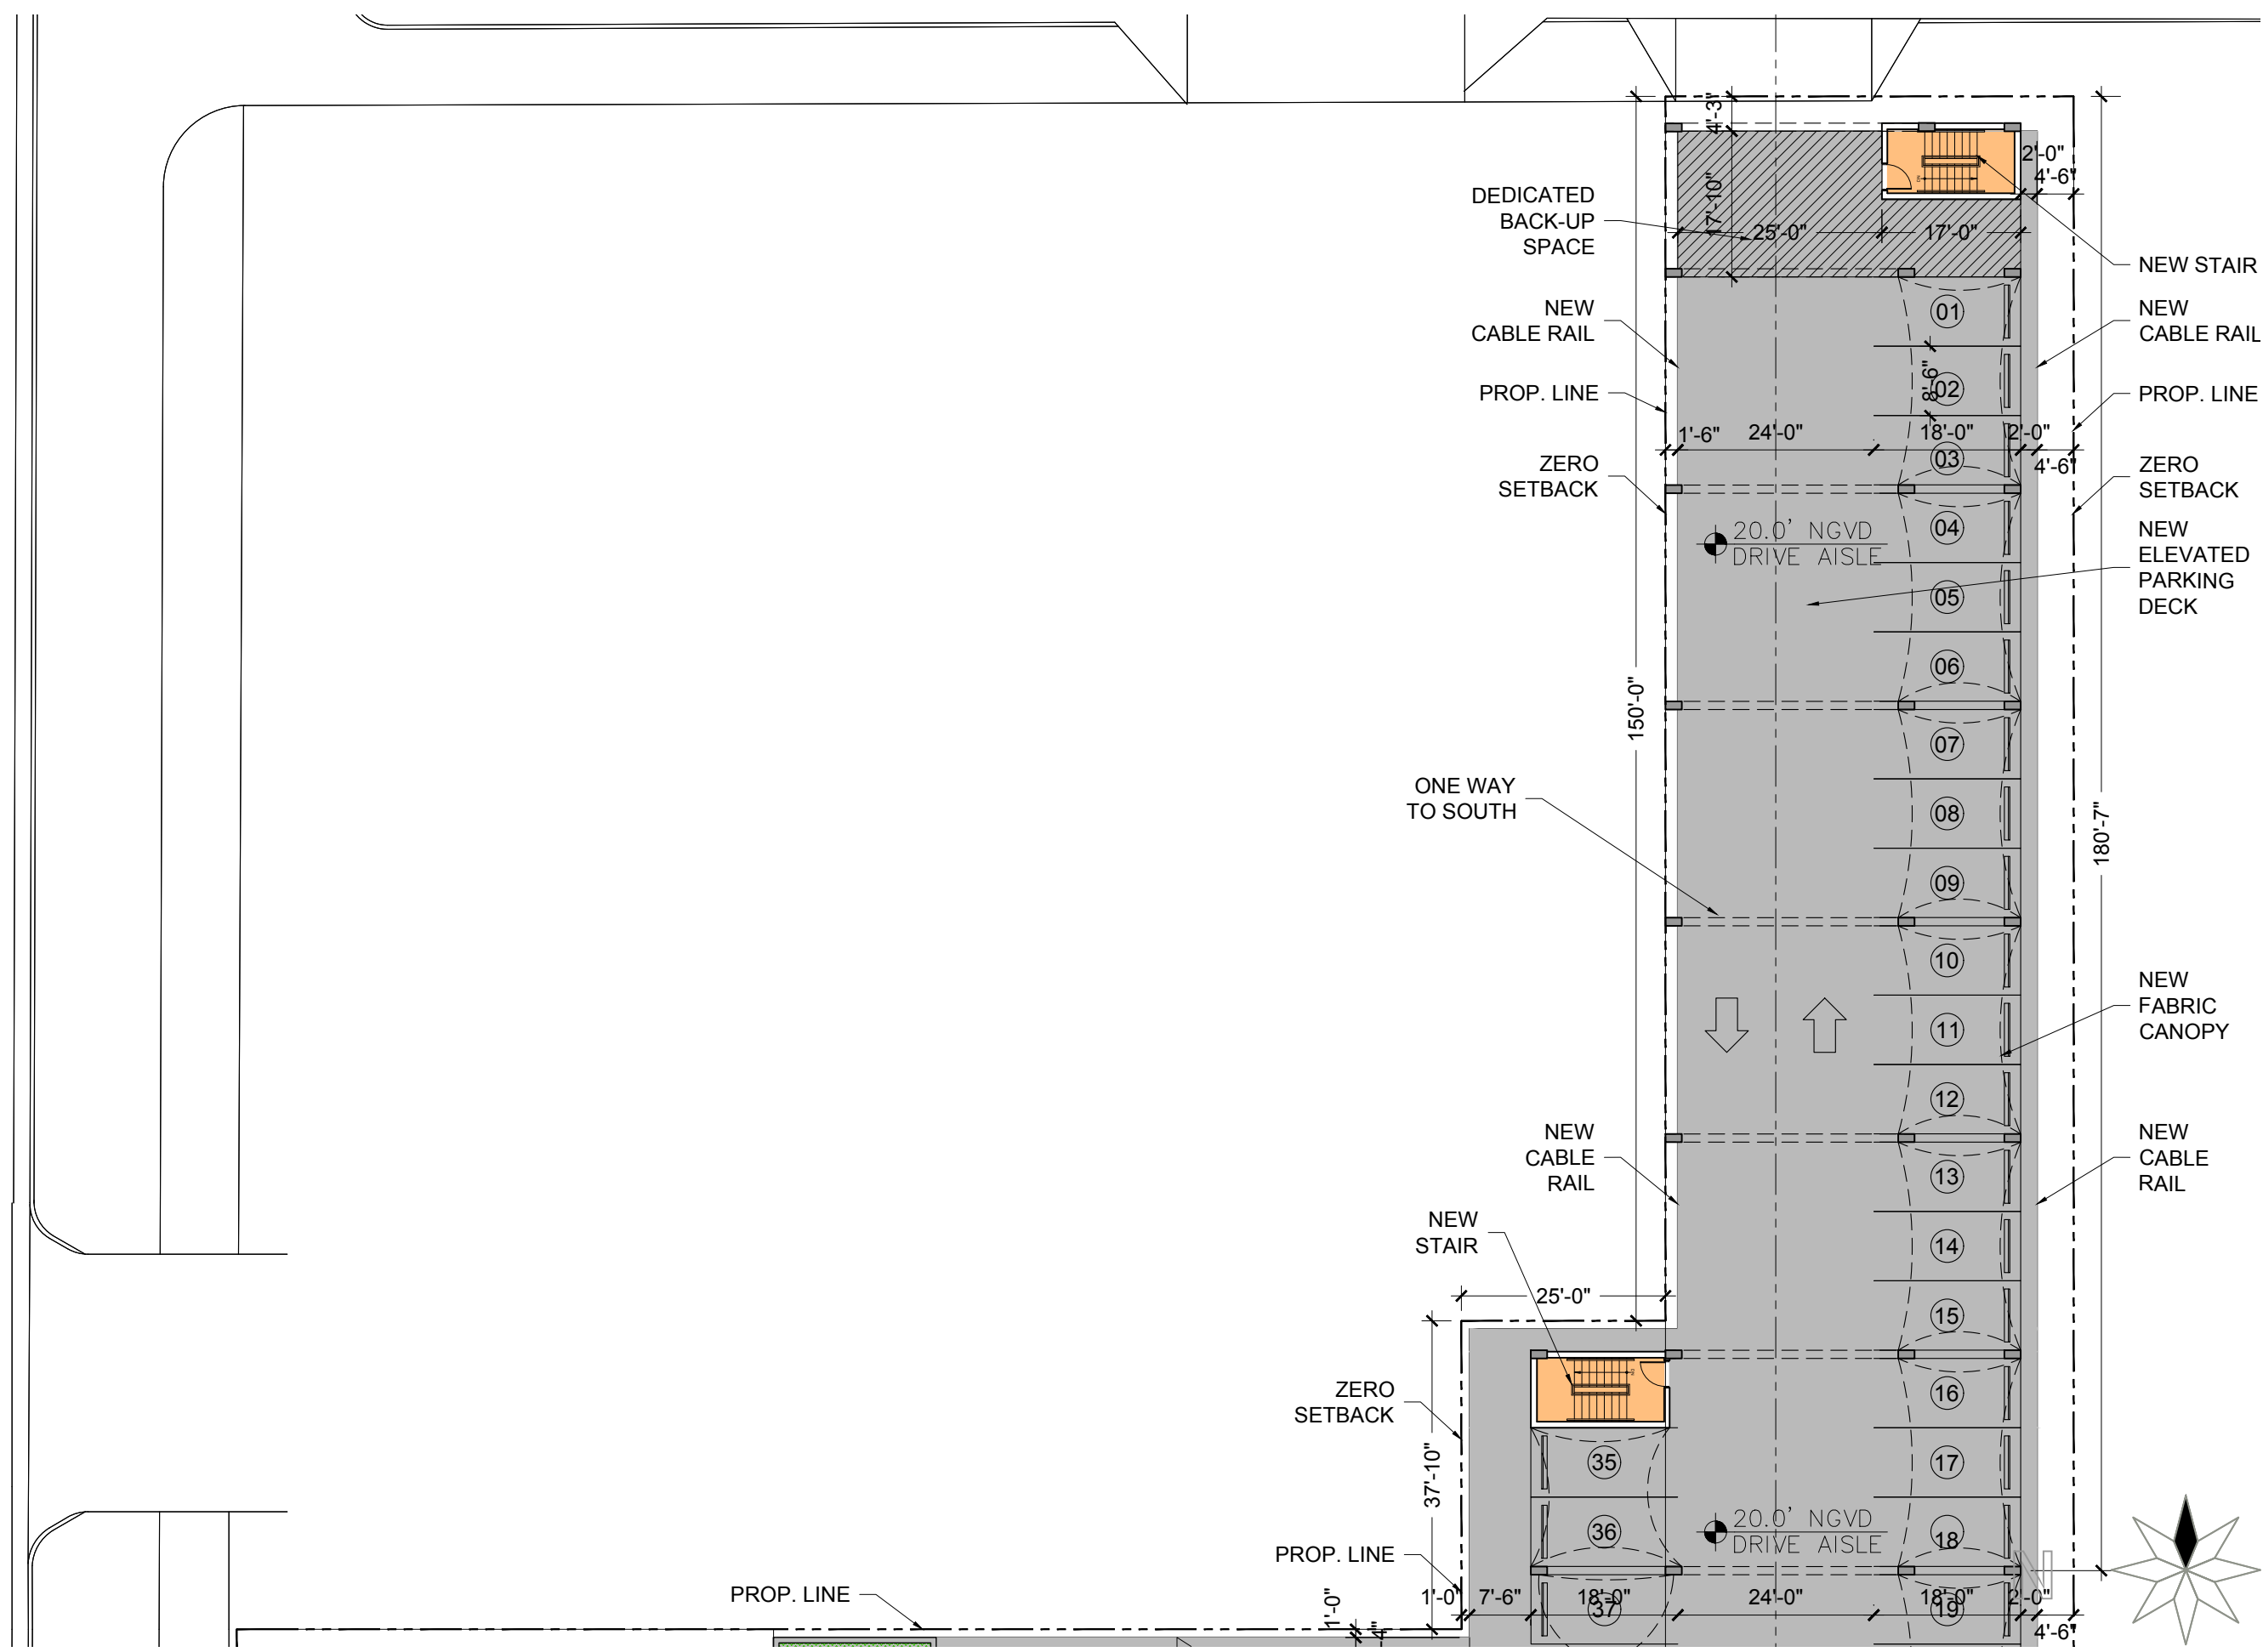 4'-3"
2'-0"
4'-6"
DEDICATED
BACK-UP
SPACE
17'-10"
25'-0"
17'-0"
NEW STAIR
NEW
CABLE RAIL
01
NEW
CABLE RAIL
PROP. LINE
8'-6"
02
PROP. LINE
1'-6"
24'-0"
18'-0"
2'-0"
4'-6"
03
ZERO
SETBACK
ZERO
SETBACK
20.0' NGVD
DRIVE AISLE
04
NEW
ELEVATED
PARKING
DECK
05
06
150'-0"
07
ONE WAY
TO SOUTH
08
180'-7"
09
10
NEW
FABRIC
CANOPY
11
12
NEW
CABLE
RAIL
NEW
CABLE
RAIL
13
NEW
STAIR
14
25'-0"
15
ZERO
SETBACK
16
37'-10"
35
17
36
20.0' NGVD
DRIVE AISLE
18
N
PROP. LINE
PROP. LINE
1'-0"
1'-0"
7'-6"
18'-0"
24'-0"
18'-0"
2'-0"
37
19
4'-6"